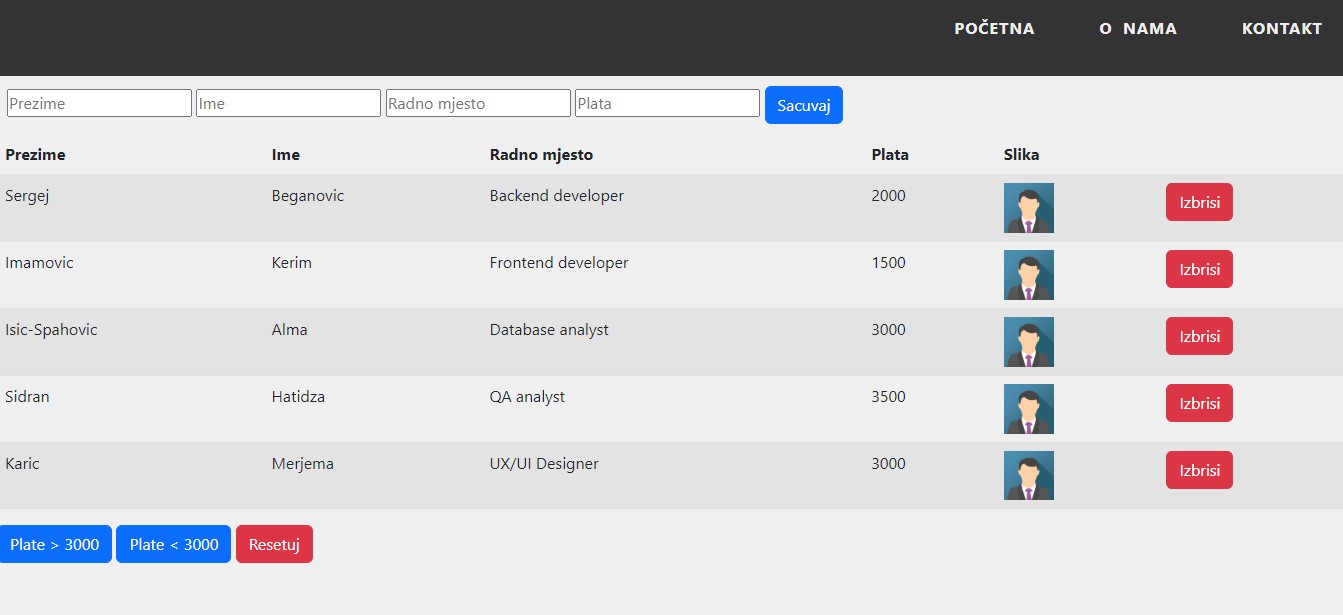 POČETNA O NAMA KONTAKT
Prezime Ime Radno mjesto Plata Sacuvaj
Prezime Ime Radno mjesto Plata Slika
Sergej Beganovic Backend developer 2000 Izbrisi
Imamovic Kerim Frontend developer 1500 Izbrisi
Isic-Spahovic Alma Database analyst 3000 Izbrisi
Sidran Hatidza QA analyst 3500 Izbrisi
Karic Merjema UX/UI Designer 3000 Izbrisi
Plate > 3000 Plate < 3000 Resetuj